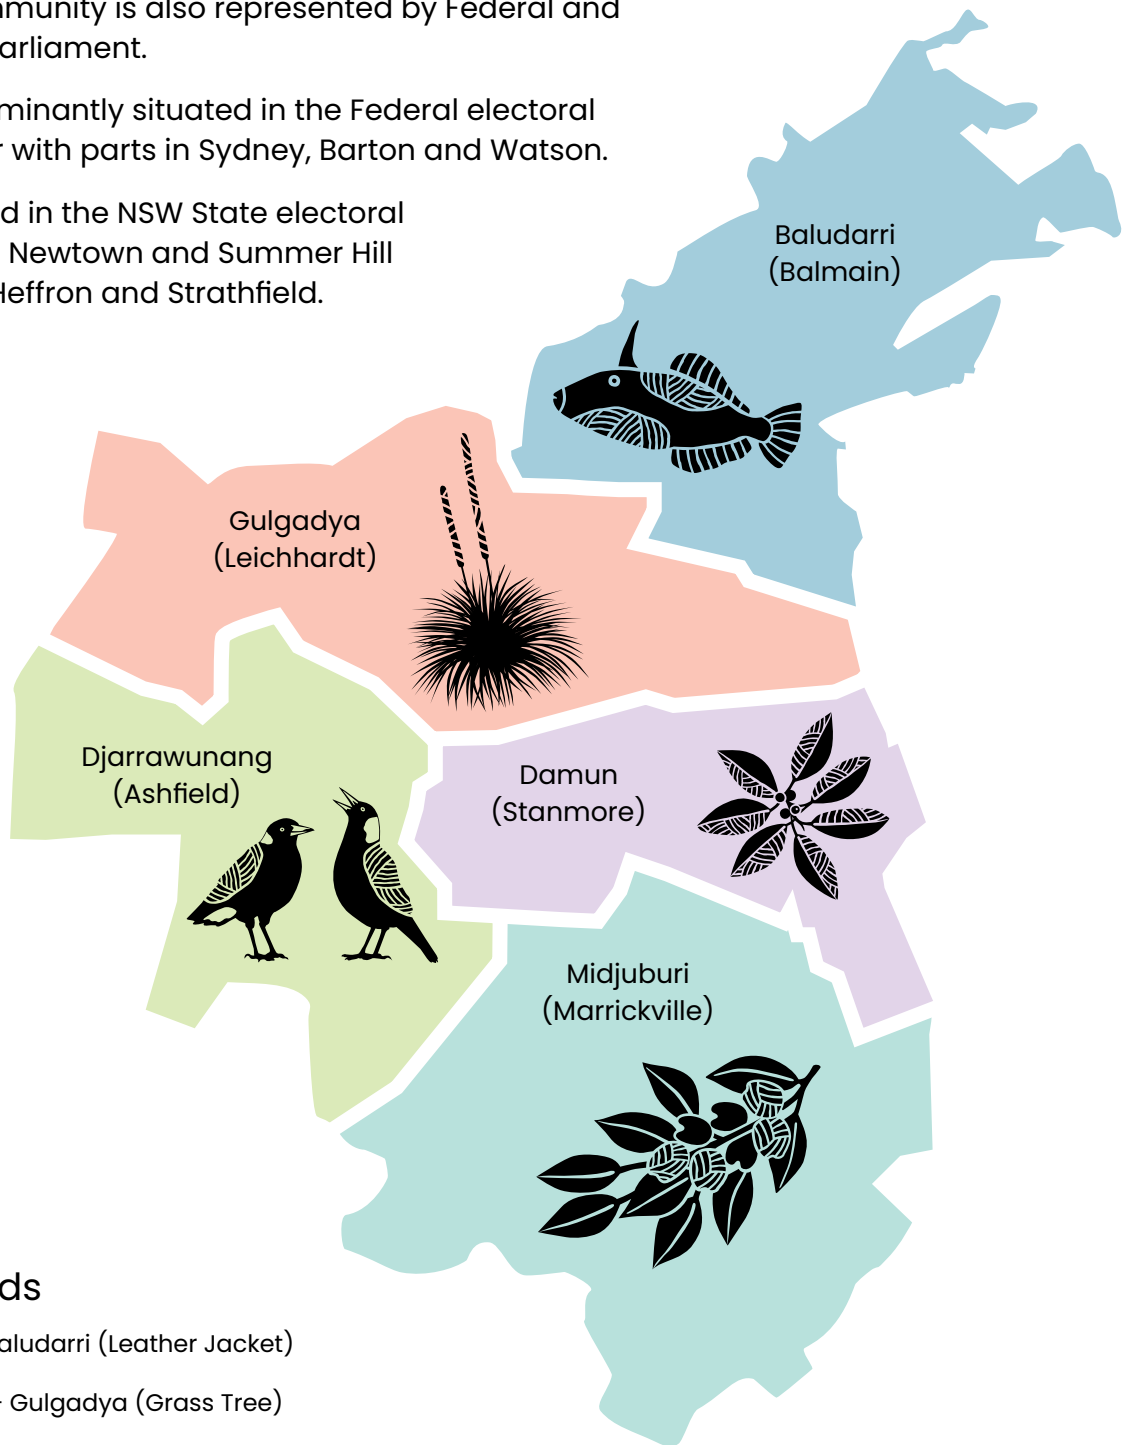 munity is also represented by Federal and
arliament.
minantly situated in the Federal electoral
with parts in Sydney, Barton and Watson.
d in the NSW State electoral
Newtown and Summer Hill
Heffron and Strathfield.
Baludarri
(Balmain)
Gulgadya
(Leichhardt)
Djarrawunang
(Ashfield)
Damun
(Stanmore)
Midjuburi
(Marrickville)
ds
aludarri (Leather Jacket)
- Gulgadya (Grass Tree)